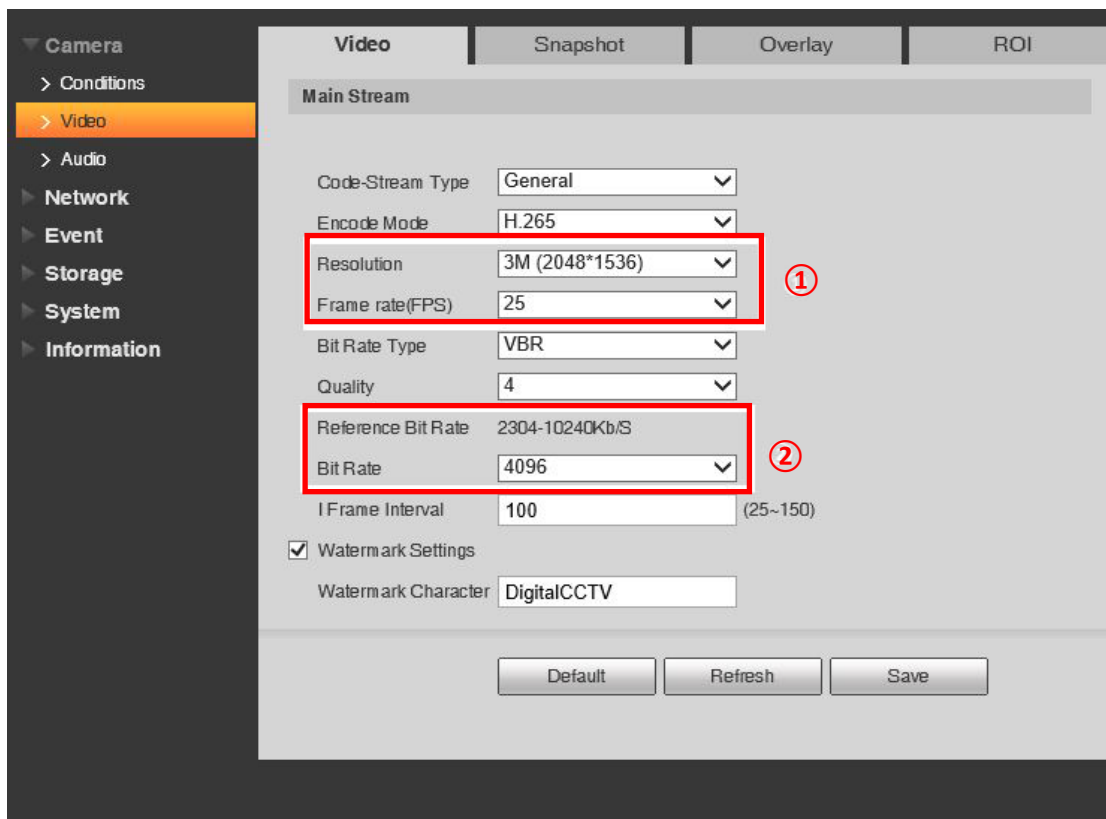 Camera
Conditions
Video
Audio
Network
Event
Storage
System
Information
Video Snapshot Overlay ROI
Main Stream
Code-Stream Type General
Encode Mode H.265
Resolution 3M (2048*1536)
Frame rate(FPS) 25
①
Bit Rate Type VBR
Quality 4
Reference Bit Rate 2304-10240Kb/S
Bit Rate 4096
②
I Frame Interval 100 (25~150)
Watermark Settings
Watermark Character DigitalCCTV
Default Refresh Save